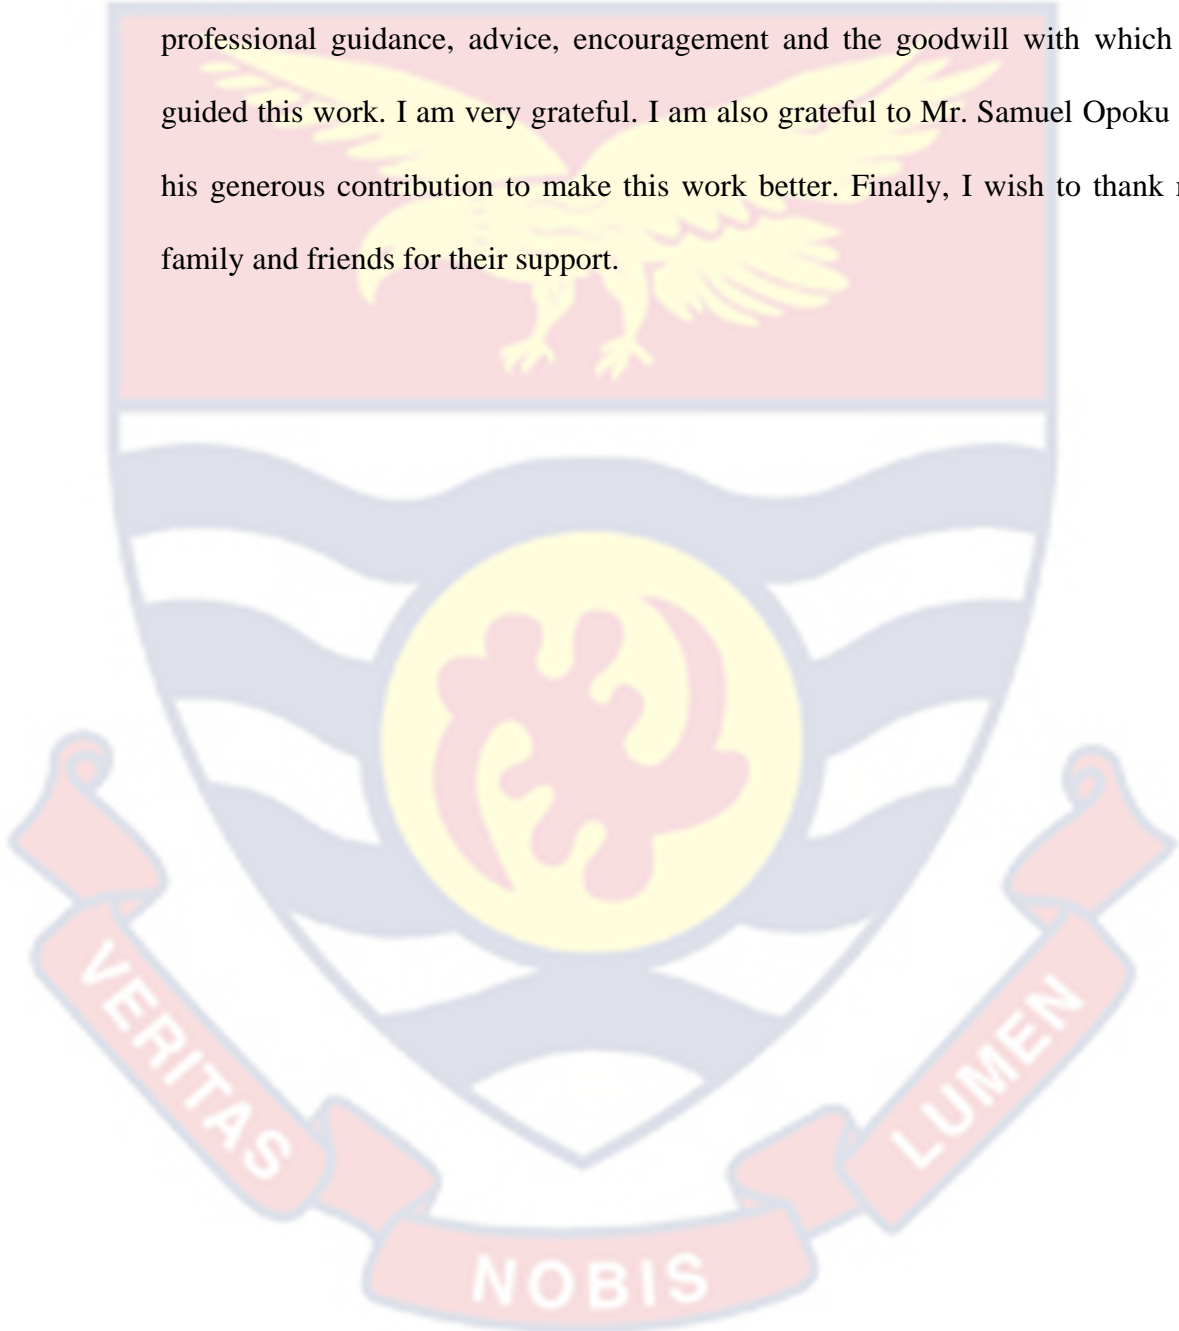 professional guidance, advice, encouragement and the goodwill with which
guided this work. I am very grateful. I am also grateful to Mr. Samuel Opoku
his generous contribution to make this work better. Finally, I wish to thank
family and friends for their support.
VERITAS
NOBIS
LUMEN